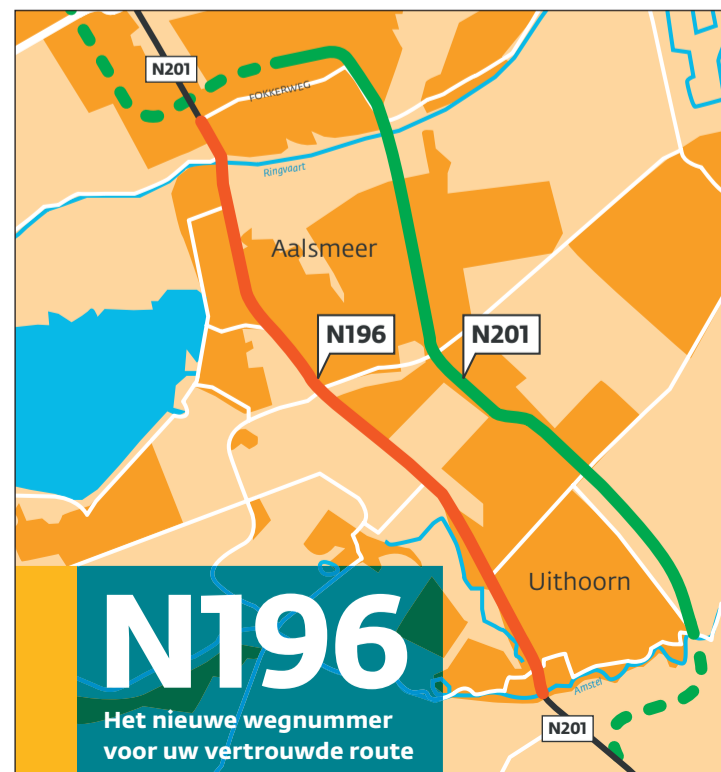 N201
FOKKERWEG
Ringvaart
Aalsmeer
N196
N201
Uithoorn
Amstel
N201
N196
Het nieuwe wegnummer
voor uw vertrouwde route